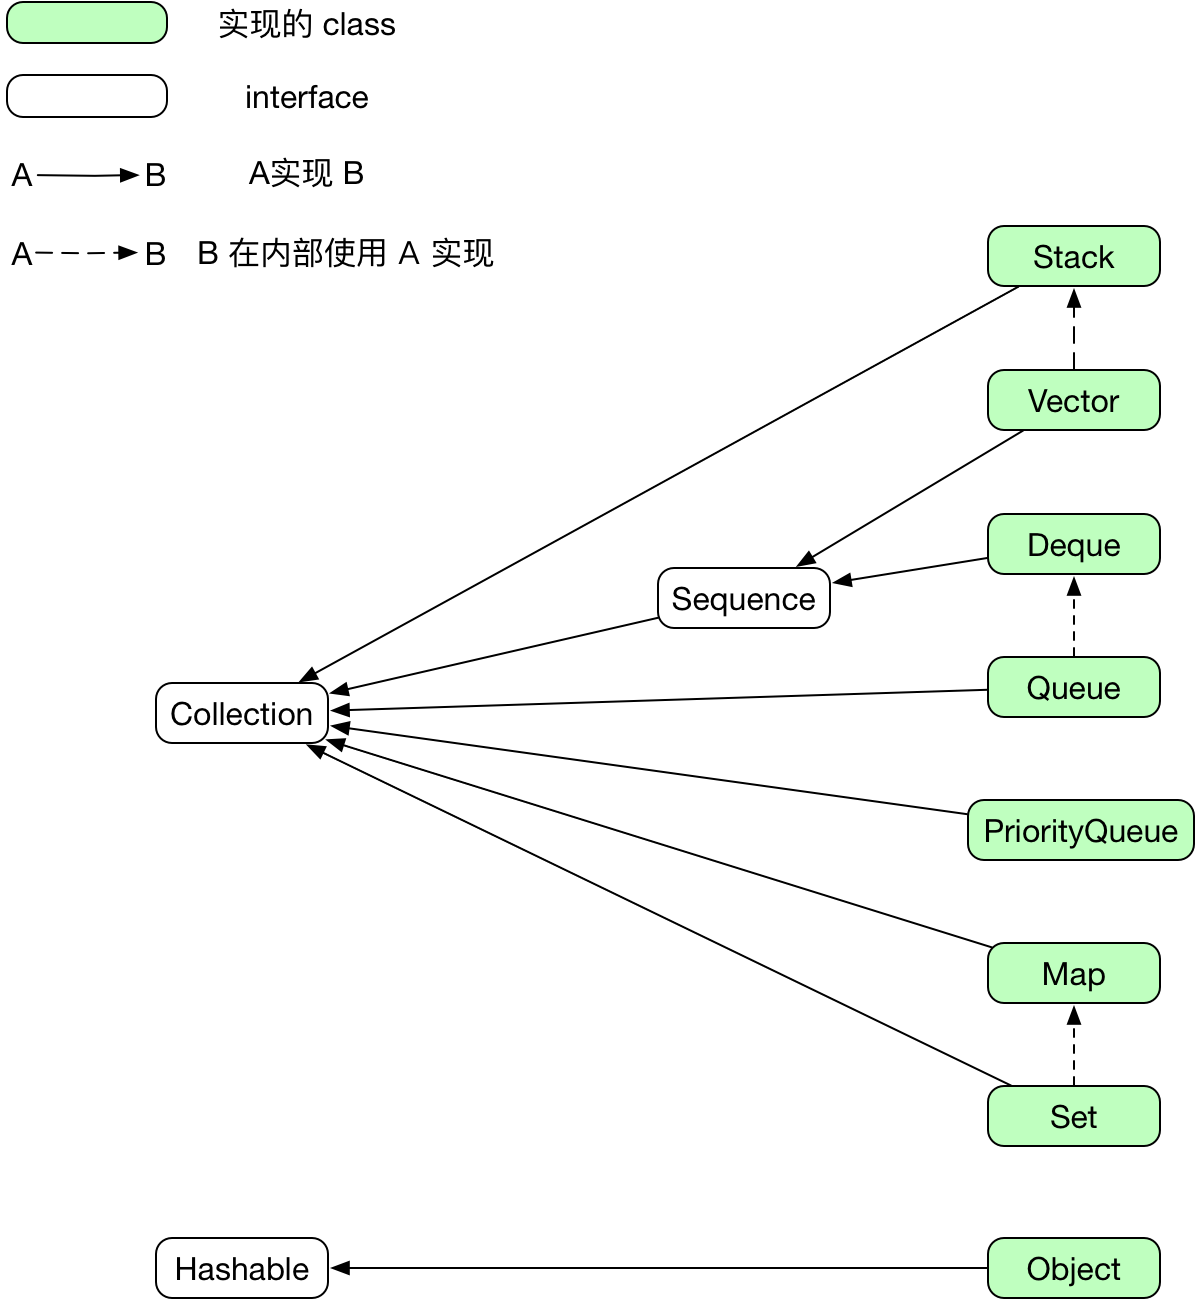 实现的 class
interface
A B A实现 B
A B B 在内部使用 A 实现
Stack
Vector
Deque
Sequence
Queue
Collection
PriorityQueue
Map
Set
Hashable
Object